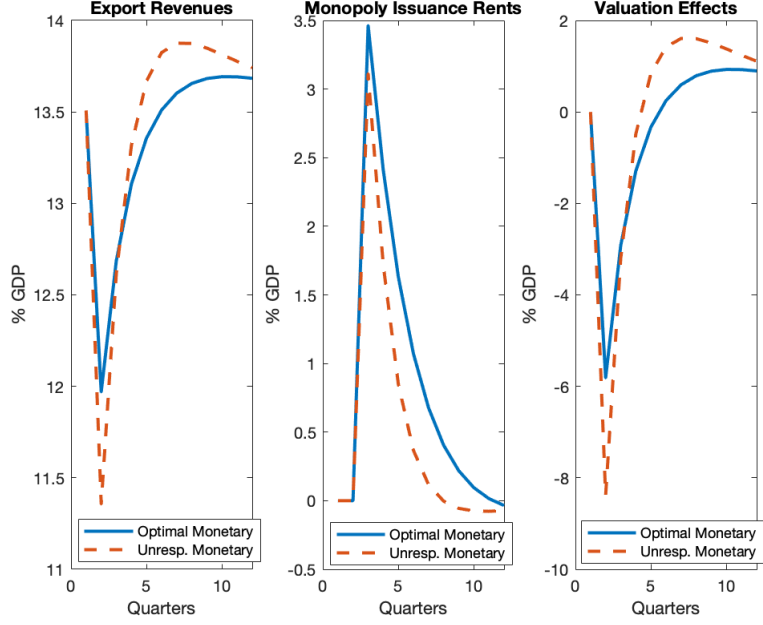 Export Revenues
14
13.5
13
12.5
12
11.5
11
% GDP
5
10
Quarters
Optimal Monetary
Unresp. Monetary
Monopoly Issuance Rents
3.5
3
2.5
2
1.5
1
0.5
0
-0.5
% GDP
5
10
Quarters
Optimal Monetary
Unresp. Monetary
Valuation Effects
2
0
-2
-4
-6
-8
-10
% GDP
5
10
Quarters
Optimal Monetary
Unresp. Monetary